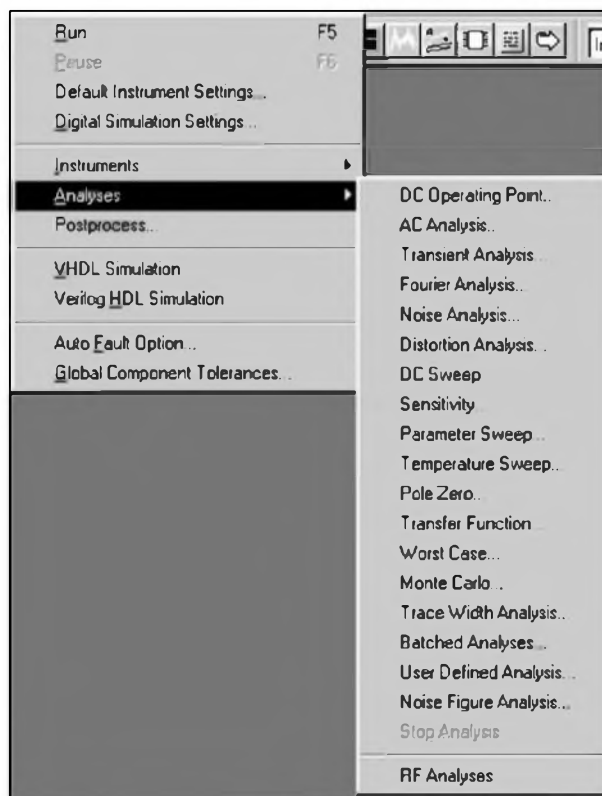 Run F5
Pause F6
Default Instrument Settings...
Digital Simulation Settings...
Instruments
Analyses
Postprocess...
VHDL Simulation
Verilog HDL Simulation
Auto Fault Option...
Global Component Tolerances...
DC Operating Point..
AC Analysis..
Transient Analysis...
Fourier Analysis...
Noise Analysis...
Distortion Analysis...
DC Sweep
Sensitivity
Parameter Sweep...
Temperature Sweep...
Pole Zero..
Transfer Function
Worst Case...
Monte Carlo...
Trace Width Analysis...
Batched Analyses...
User Defined Analysis...
Noise Figure Analysis...
Stop Analysis
RF Analyses